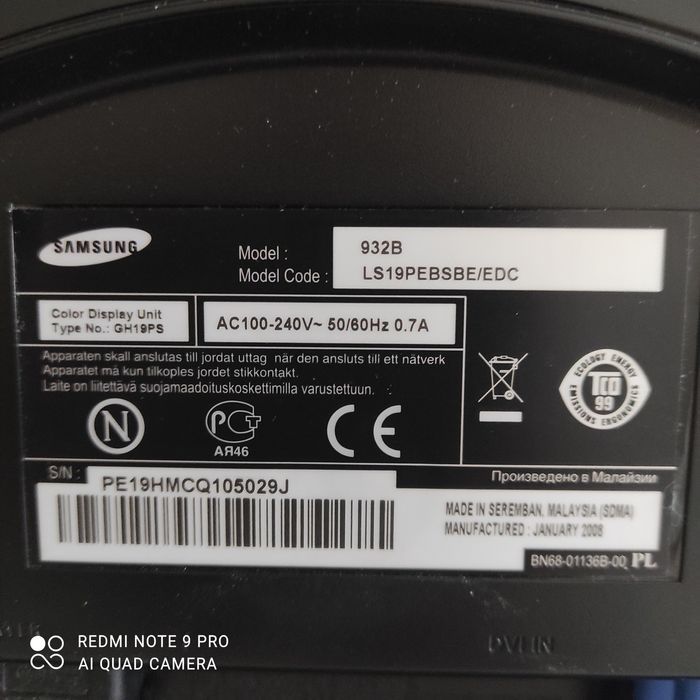 SAMSUNG
Model : 932B
Model Code : LS19PEBSBE/EDC
Color Display Unit
Type No.: GH19PS
AC100-240V~ 50/60Hz 0.7A
Apparaten skall anslutas till jordat uttag när den ansluts till ett nätverk
Apparatet må kun tilkoples jordet stikkontakt.
Laite on liitettävä suojamaadoituskoskettimilla varustettuun. :
ECOLOGY ENERGY
TCO
99
EMISSIONS ERGONOMICS
N
РСТ
АЯ46
CE
S/N : PE19HMCQ105029J
Произведено в Малайзии
MADE IN SEREMBAN, MALAYSIA (SDMA)
MANUFACTURED : JANUARY 2008
BN68-01136B-00 PL
DVI IN
REDMI NOTE 9 PRO
AI QUAD CAMERA